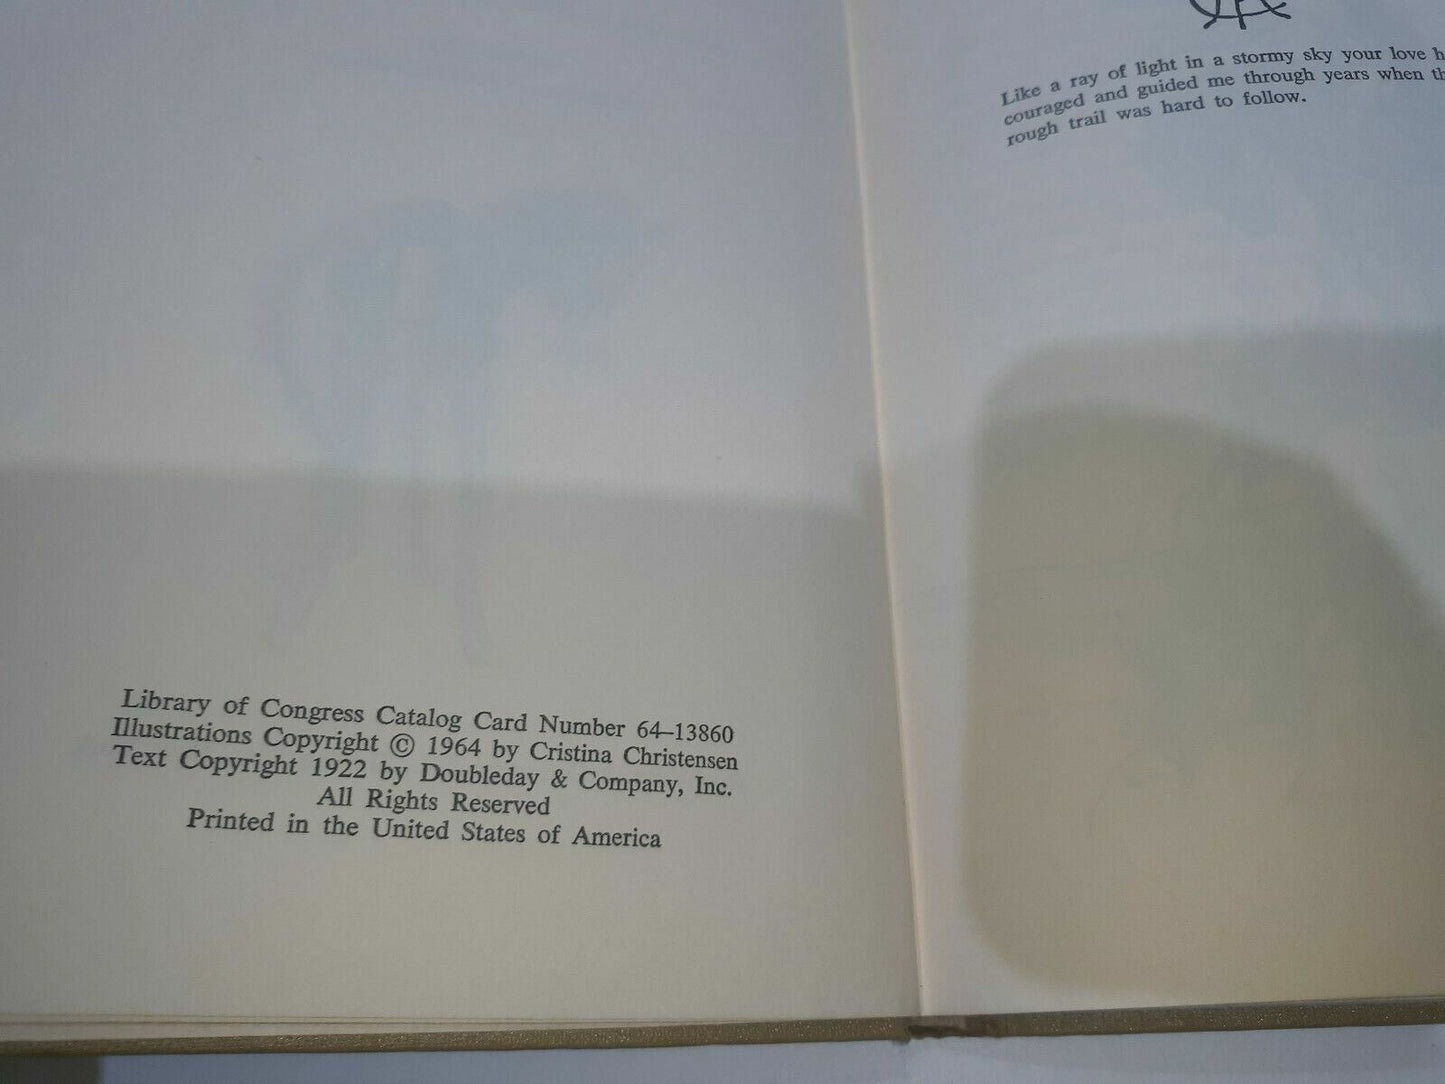 Library of Congress Catalog Card Number 64–13860
Illustrations Copyright © 1964 by Cristina Christensen
Text Copyright 1922 by Doubleday & Company, Inc.
All Rights Reserved
Printed in the United States of America
Like a ray of light in a stormy sky your love
couraged and guided me through years when
rough trail was hard to follow.